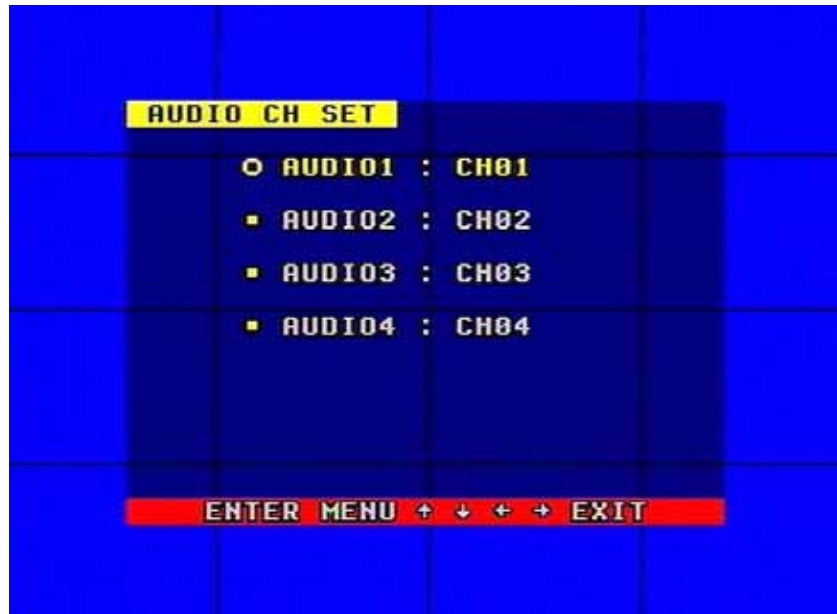 AUDIO CH SET
AUDIO1 : CH01
AUDIO2 : CH02
AUDIO3 : CH03
AUDIO4 : CH04
ENTER MENU ↑ ↓ ← → EXIT